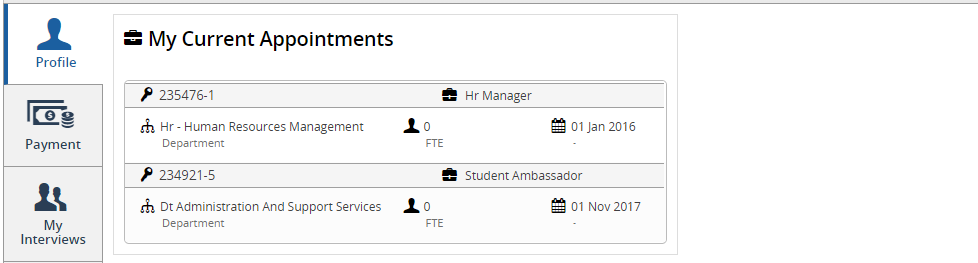 Profile
Payment
My
Interviews
My Current Appointments
235476-1 Hr Manager
Hr - Human Resources Management 0 01 Jan 2016
Department FTE -
234921-5 Student Ambassador
Dt Administration And Support Services 0 01 Nov 2017
Department FTE -